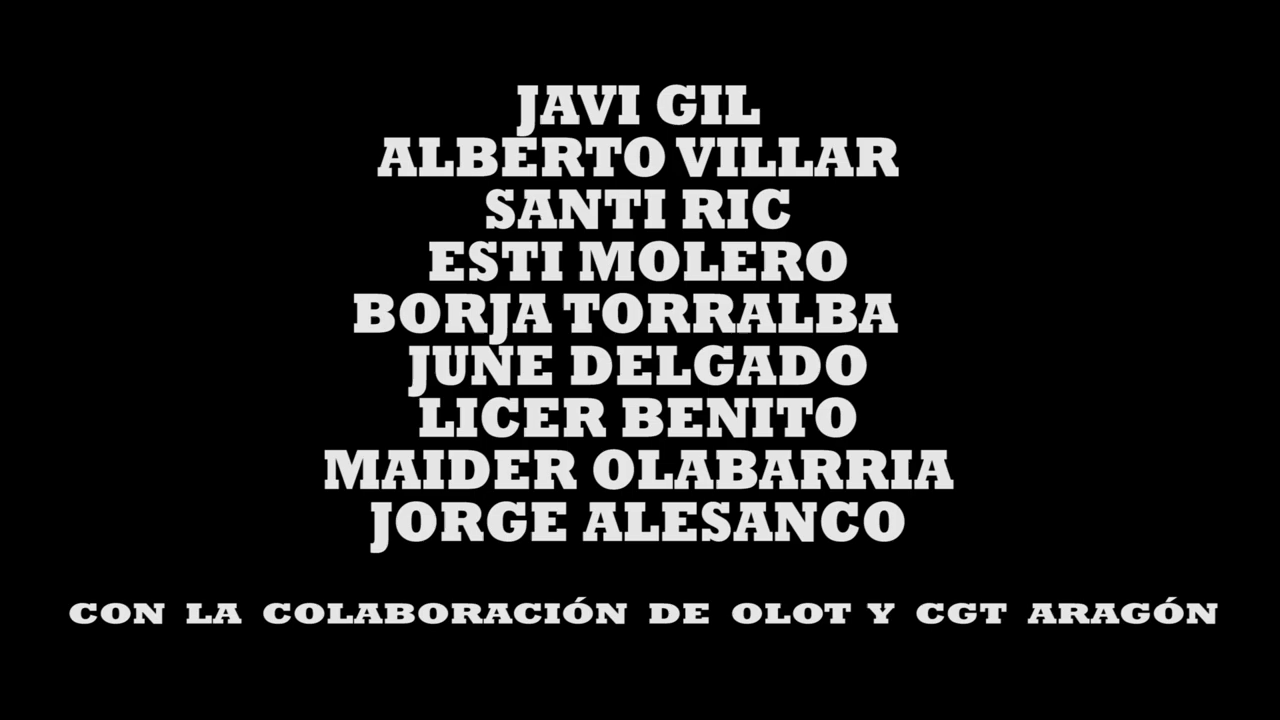 JAVI GIL
ALBERTO VILLAR
SANTI RIC
ESTI MOLERO
BORJA TORRALBA
JUNE DELGADO
LICER BENITO
MAIDER OLABARRIA
JORGE ALESANCO
CON LA COLABORACIÓN DE OLOT Y CGT ARAGÓN